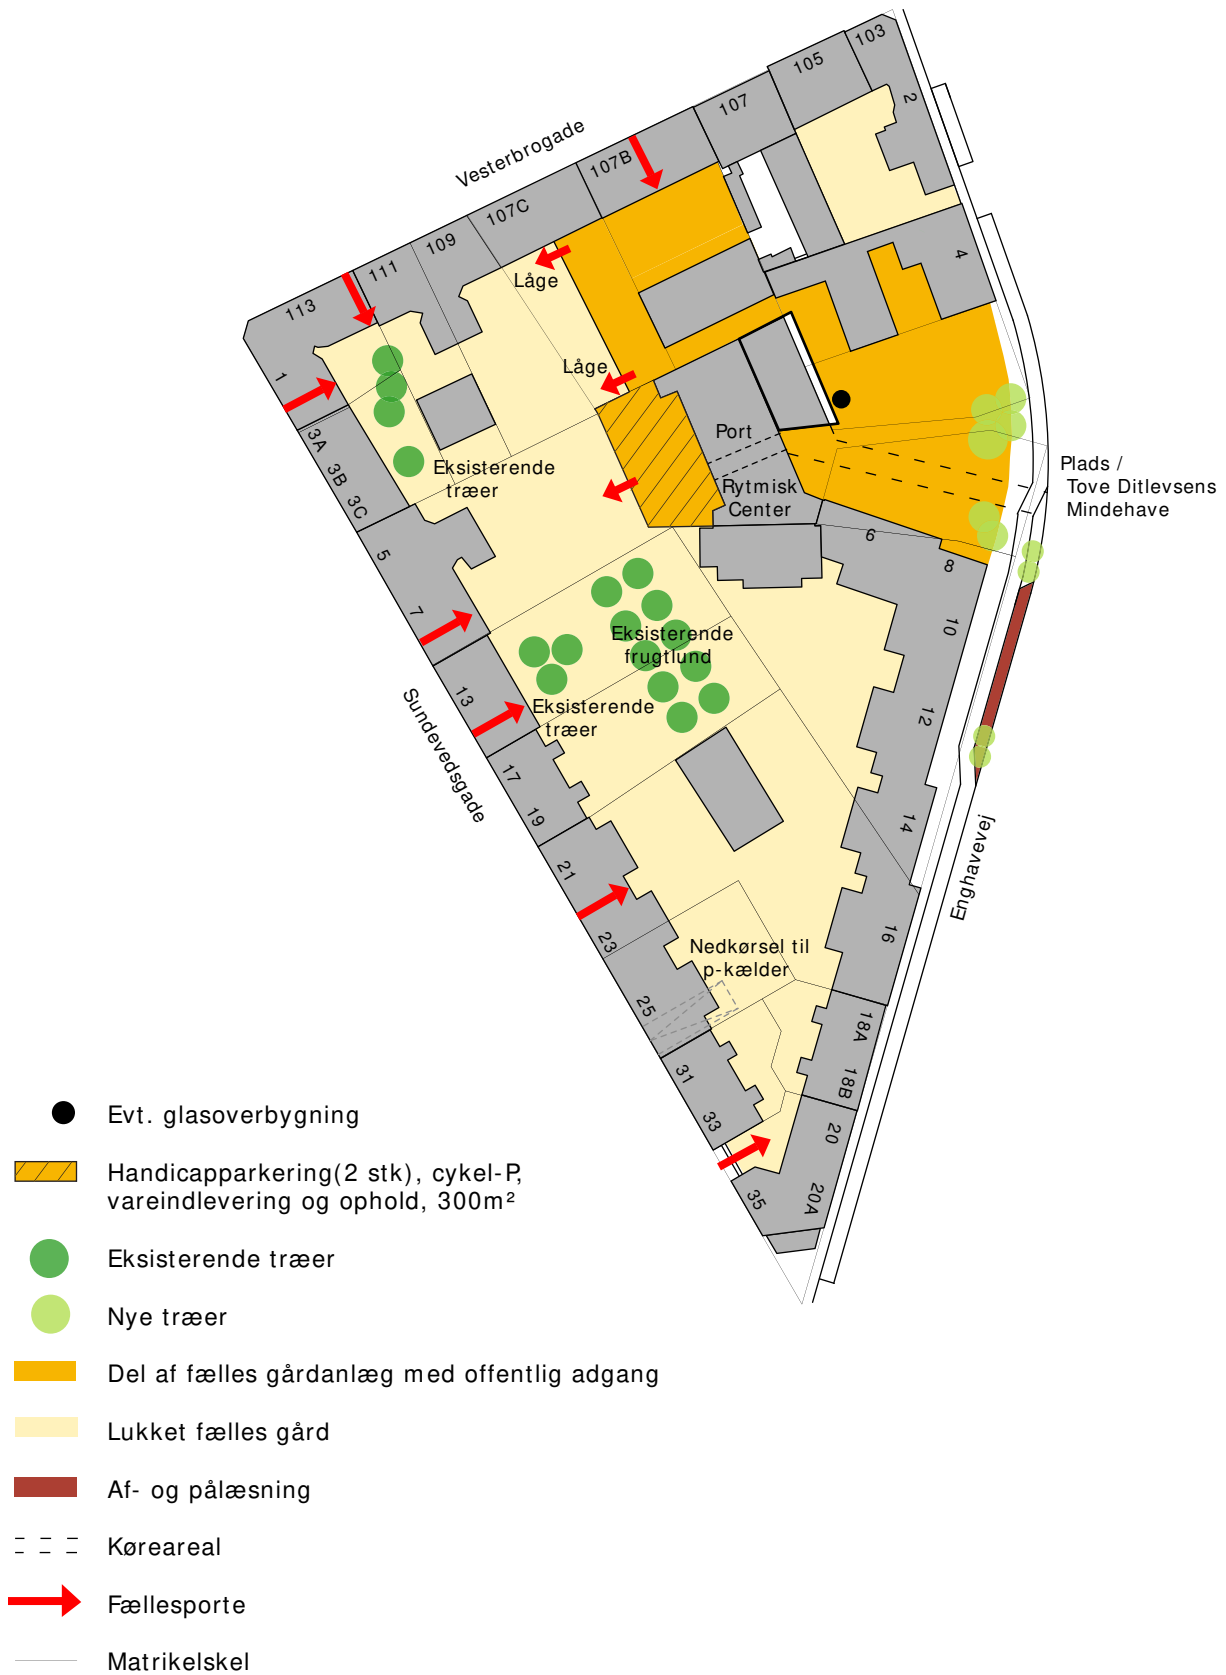 103
105
2
107
Vesterbrogade
107B
107C
109
4
111
Låge
113
Låge
1
Port
3A
Plads /
Tove Ditlevsens
Mindehave
3B
Eksisterende
træer
Rytmisk
Center
3C
6
5
8
7
10
Eksisterende
frugtlund
13
Eksisterende
træer
12
Sundevedsgade
17
19
14
Enghavevej
21
23
16
Nedkørsel til
p-kælder
25
18A
31
18B
33
20
35
20A
Evt. glasoverbygning
Handicapparkering(2 stk), cykel-P,
vareindlevering og ophold, 300m²
Eksisterende træer
Nye træer
Del af fælles gårdanlæg med offentlig adgang
Lukket fælles gård
Af- og pålæsning
Køreareal
Fællesporte
Matrikelskel